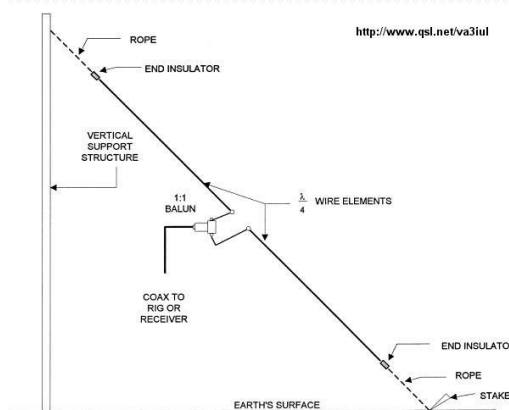 http://www.qsl.net/va3iul
ROPE
END INSULATOR
VERTICAL
SUPPORT
STRUCTURE
1:1
BALUN
λ
4
WIRE ELEMENTS
COAX TO
RIG OR
RECEIVER
END INSULATO
ROPE
STAKE
EARTH'S SURFACE